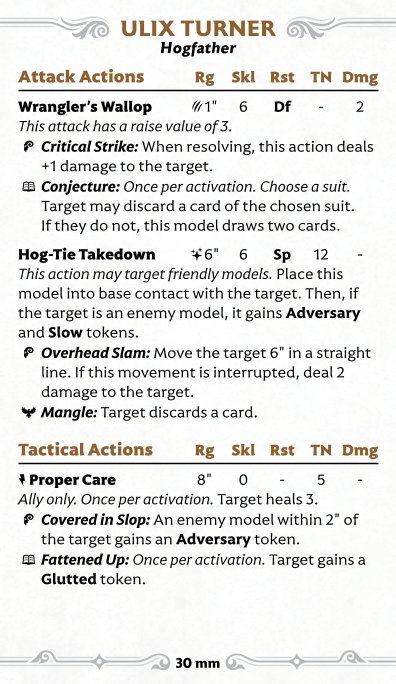 ULIX TURNER
Hogfather
Attack Actions Rg Skl Rst TN Dmg
Wrangler's Wallop 1" 6 Df - 2
This attack has a raise value of 3.
Critical Strike: When resolving, this action deals
+1 damage to the target.
Conjecture: Once per activation. Choose a suit.
Target may discard a card of the chosen suit.
If they do not, this model draws two cards.
Hog-Tie Takedown 6" 6 Sp 12 -
This action may target friendly models. Place this
model into base contact with the target. Then, if
the target is an enemy model, it gains Adversary
and Slow tokens.
Overhead Slam: Move the target 6" in a straight
line. If this movement is interrupted, deal 2
damage to the target.
Mangle: Target discards a card.
Tactical Actions Rg Skl Rst TN Dmg
Proper Care 8" 0 - 5 -
Ally only. Once per activation. Target heals 3.
Covered in Slop: An enemy model within 2" of
the target gains an Adversary token.
Fattened Up: Once per activation. Target gains a
Glutted token.
30 mm